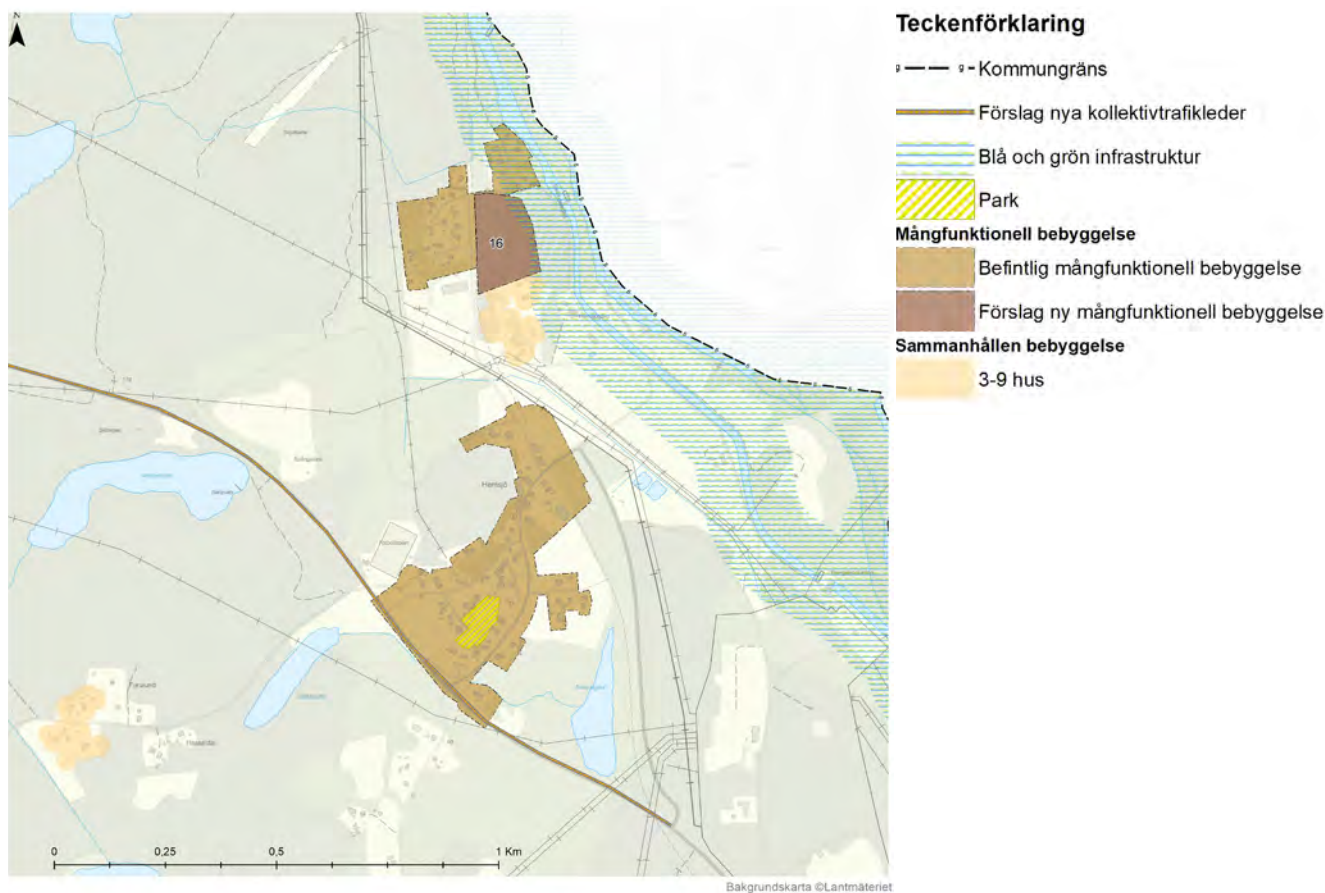 N
Teckenförklaring
Kommungräns
Förslag nya kollektivtrafikleder
Blå och grön infrastruktur
Park
Mångfunktionell bebyggelse
Befintlig mångfunktionell bebyggelse
Förslag ny mångfunktionell bebyggelse
Sammanhållen bebyggelse
3-9 hus
16
Hemsjö
0 0,25 0,5 1 Km
Bakgrundskarta ©Lantmäteriet